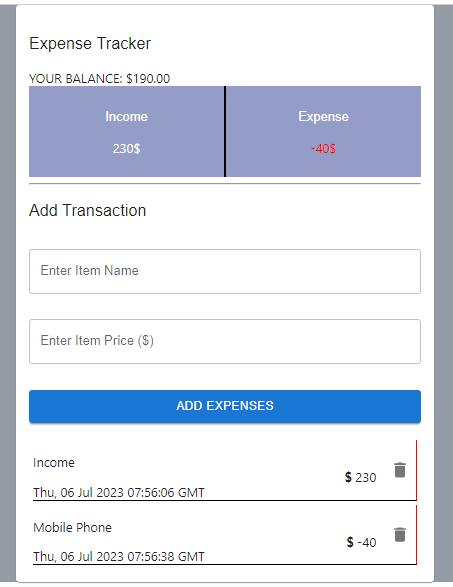 Expense Tracker
YOUR BALANCE: $190.00
Income Expense
230$ -40$
Add Transaction
Enter Item Name
Enter Item Price ($)
ADD EXPENSES
Income
$ 230
Thu, 06 Jul 2023 07:56:06 GMT
Mobile Phone
$ -40
Thu, 06 Jul 2023 07:56:38 GMT